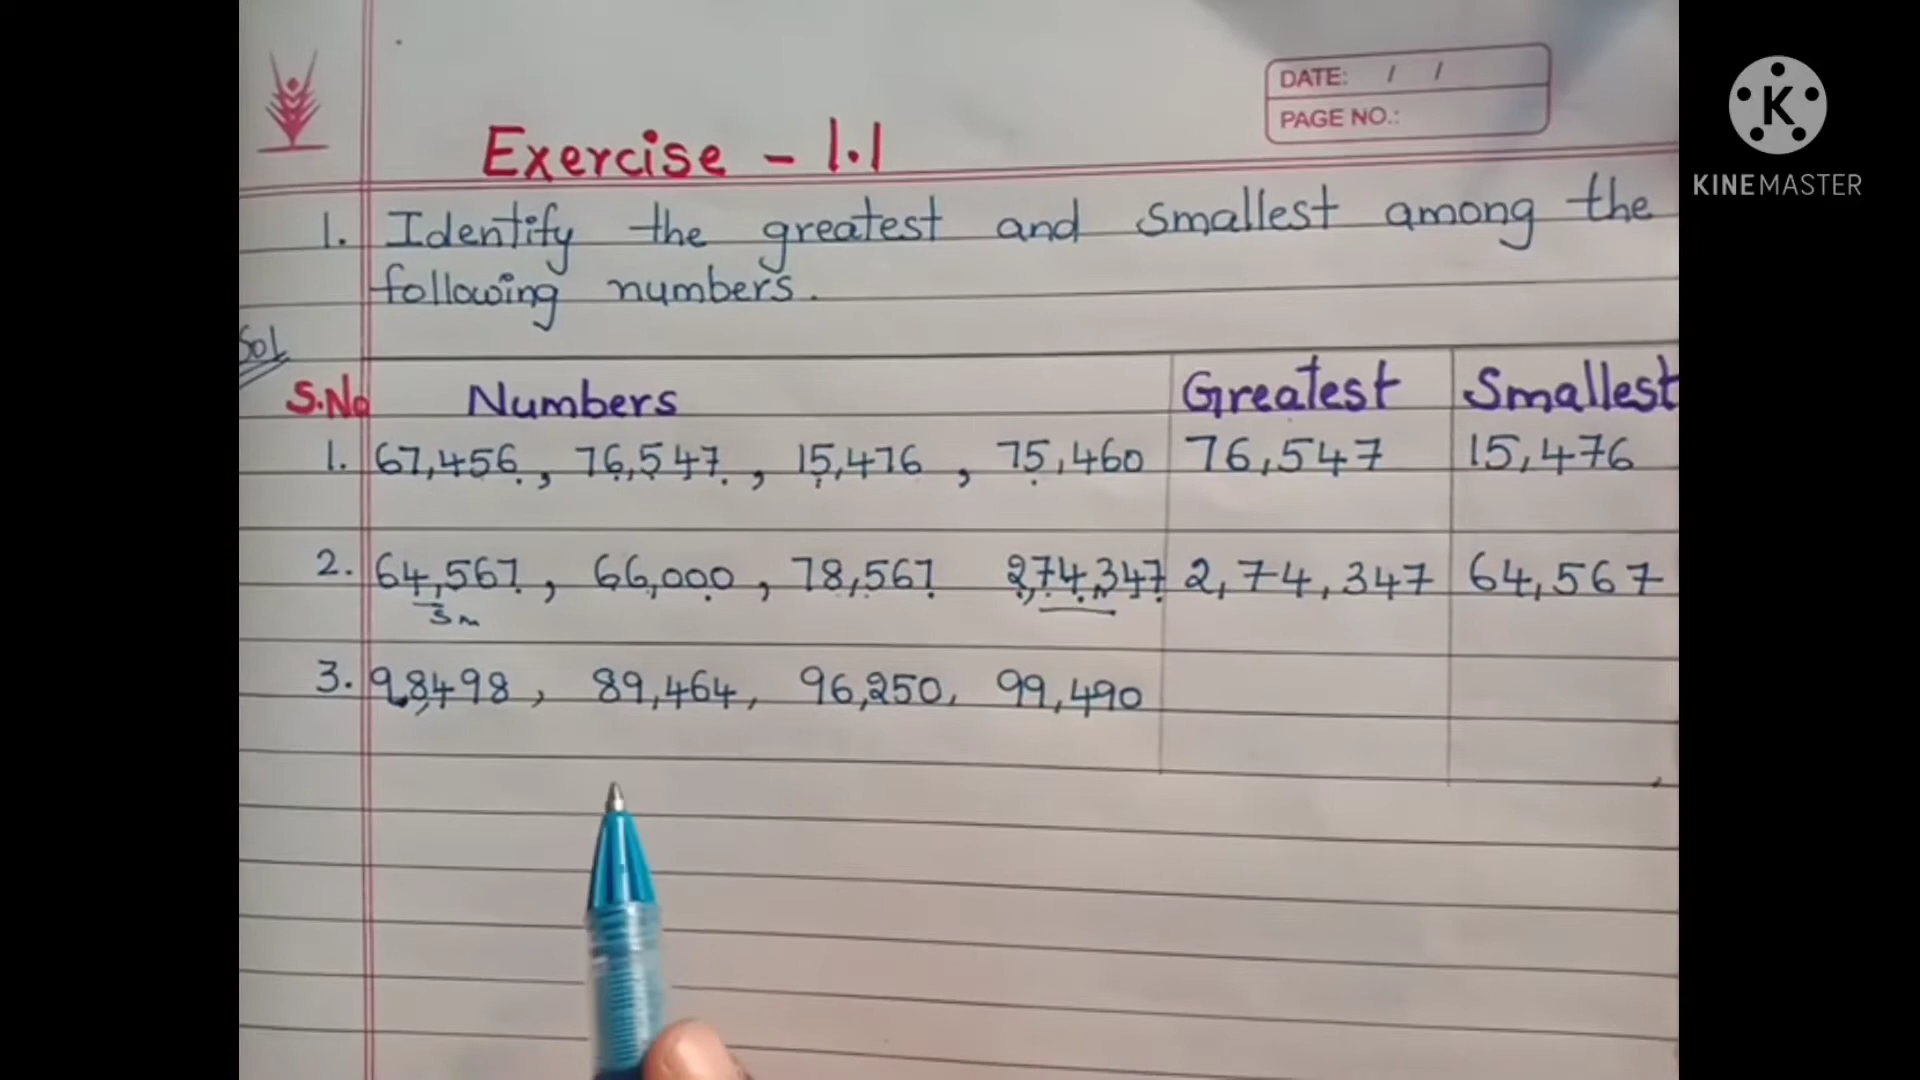 DATE: / /
PAGE NO.:
KINEMASTER
Exercise - 1.1
1. Identify the greatest and smallest among the
following numbers.
Sol
S.No Numbers Greatest Smallest
1. 67,456, 76,547, 15,476, 75,460 76,547 15,476
2. 64,567, 66,000, 78,567 2,74,347 2,74,347 64,567
Sm
3. 98,498, 89,464, 96,250, 99,490